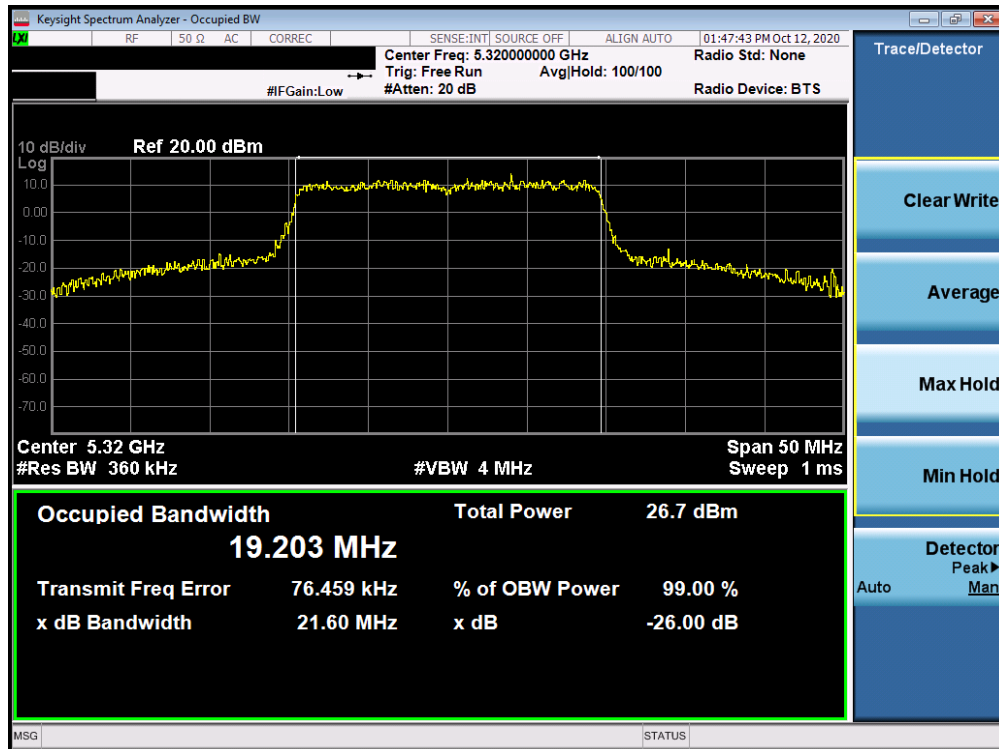 Keysight Spectrum Analyzer - Occupied BW
LXI RF 50 Ω AC CORREC SENSE:INT SOURCE OFF ALIGN AUTO 01:47:43 PM Oct 12, 2020
Center Freq: 5.320000000 GHz Radio Std: None
Trig: Free Run Avg|Hold: 100/100
#IFGain:Low #Atten: 20 dB Radio Device: BTS
Trace/Detector
10 dB/div Ref 20.00 dBm
Log
10.0
0.00
-10.0
-20.0
-30.0
-40.0
-50.0
-60.0
-70.0
Center 5.32 GHz Span 50 MHz
#Res BW 360 kHz #VBW 4 MHz Sweep 1 ms
Occupied Bandwidth Total Power 26.7 dBm
19.203 MHz
Transmit Freq Error 76.459 kHz % of OBW Power 99.00 %
x dB Bandwidth 21.60 MHz x dB -26.00 dB
Clear Write
Average
Max Hold
Min Hold
Detector
Peak▶
Auto Man
MSG STATUS